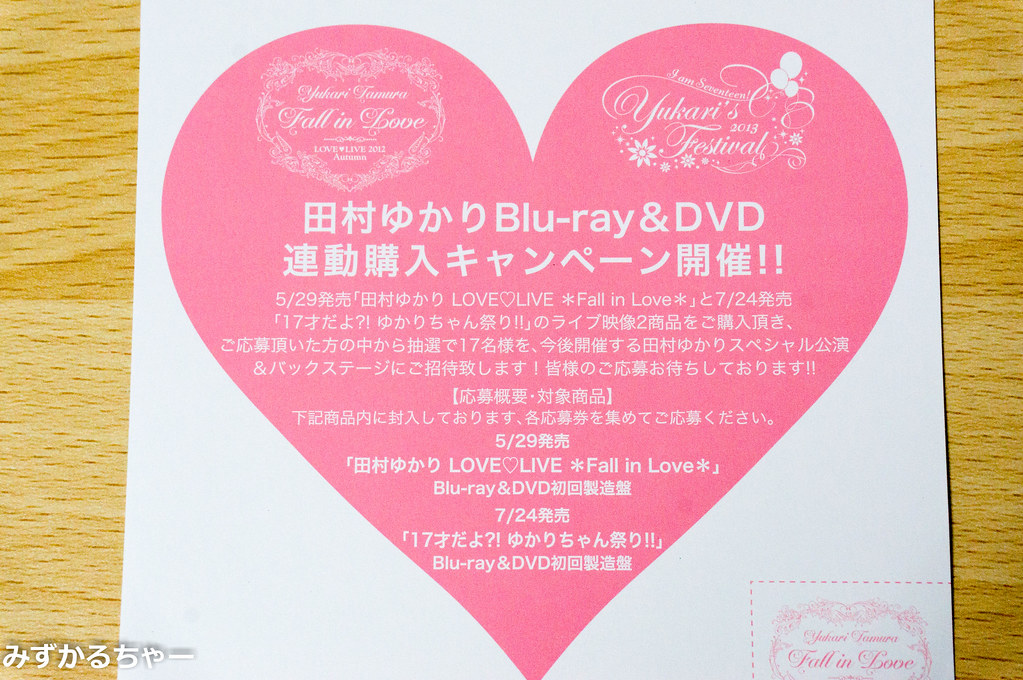 Yukari Tamura
Fall in Love
LOVE♥LIVE 2012
Autumn
I am Seventeen!
Yukari's
2013
Festival
田村ゆかりBlu-ray&DVD
連動購入キャンペーン開催!!
5/29発売「田村ゆかり LOVE♡LIVE *Fall in Love*」と7/24発売
「17才だよ?! ゆかりちゃん祭り!!」のライブ映像2商品をご購入頂き、
ご応募頂いた方の中から抽選で17名様を、今後開催する田村ゆかりスペシャル公演
&バックステージにご招待致します!皆様のご応募お待ちしております!!
【応募概要・対象商品】
下記商品内に封入しております、各応募券を集めてご応募ください。
5/29発売
「田村ゆかり LOVE♡LIVE *Fall in Love*」
Blu-ray&DVD初回製造盤
7/24発売
「17才だよ?! ゆかりちゃん祭り!!」
Blu-ray&DVD初回製造盤
Yukari Tamura
Fall in Love
みずかるちゃー